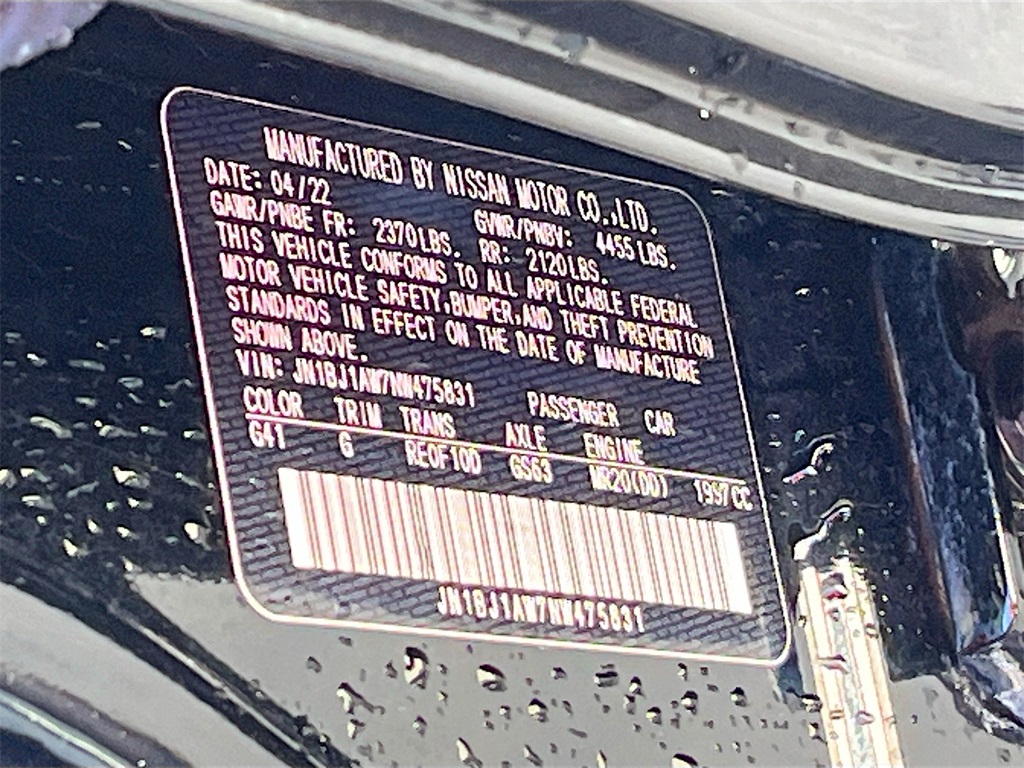 MANUFACTURED BY NISSAN MOTOR CO.,LTD.
DATE: 04/22 GVWR/PNBV: 4455 LBS.
GAWR/PNBE FR: 2370LBS. RR: 2120LBS.
THIS VEHICLE CONFORMS TO ALL APPLICABLE FEDERAL
MOTOR VEHICLE SAFETY,BUMPER,AND THEFT PREVENTION
STANDARDS IN EFFECT ON THE DATE OF MANUFACTURE
SHOWN ABOVE.
VIN: JN1BJ1AW7NW475831 PASSENGER CAR
COLOR TRIM TRANS AXLE ENGINE
G41 G RE0F10D GS63 MR20(DD) 1997CC
JN1BJ1AW7NW475831